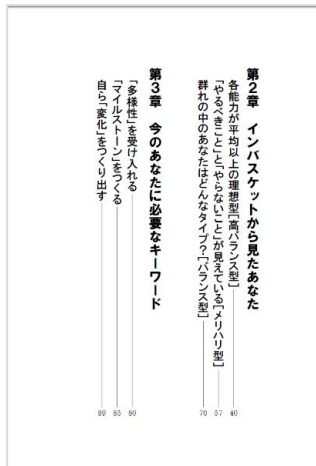 第2章 インバスケットから見たあなた
各能力が平均以上の理想型[高バランス型] 40
「やるべきこと」と「やらないこと」が見えている[メリハリ型] 57
群れの中のあなたはどんなタイプ?[バランス型] 70
第3章 今のあなたに必要なキーワード
「多様性」を受け入れる 80
「マイルストーン」をつくる 85
自ら「変化」をつくり出す 89